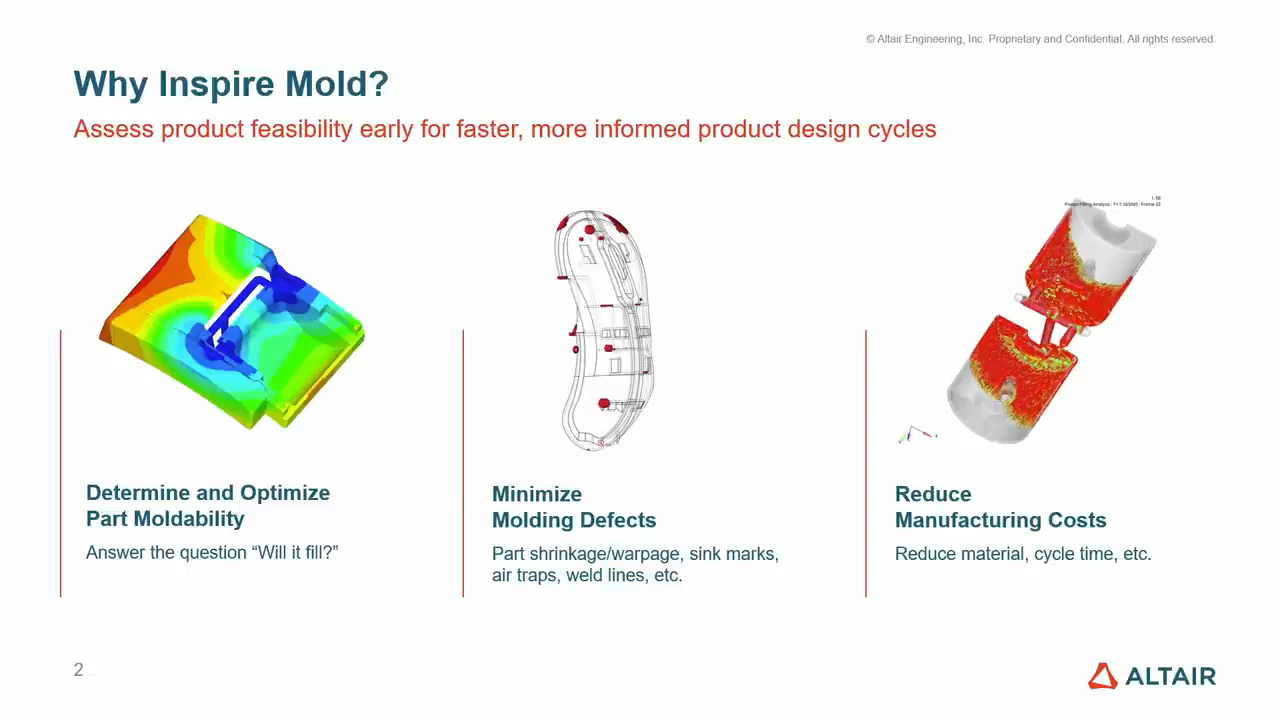 © Altair Engineering, Inc. Proprietary and Confidential. All rights reserved.
Why Inspire Mold?
Assess product feasibility early for faster, more informed product design cycles
Determine and Optimize
Part Moldability
Answer the question “Will it fill?”
Minimize
Molding Defects
Part shrinkage/warpage, sink marks,
air traps, weld lines, etc.
Reduce
Manufacturing Costs
Reduce material, cycle time, etc.
2
ALTAIR